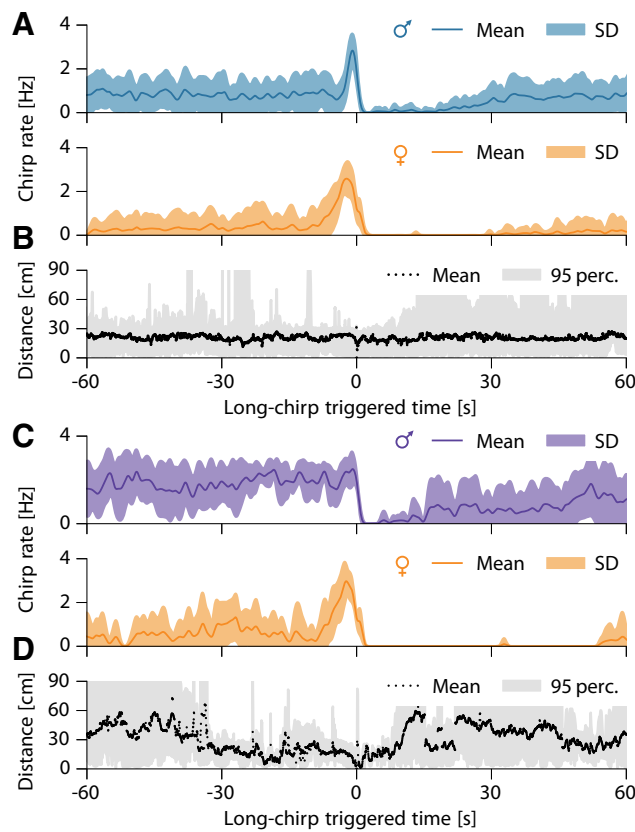 A
4
2
0
♂ Mean SD
Chirp rate [Hz]
4
2
0
♀ Mean SD
B
90
60
30
0
Distance [cm]
Mean 95 perc.
-60 -30 0 30 60
Long-chirp triggered time [s]
C
4
0
♂ Mean SD
Chirp rate [Hz]
4
2
0
♀ Mean SD
D
90
60
30
0
Distance [cm]
Mean 95 perc.
-60 -30 0 30 60
Long-chirp triggered time [s]